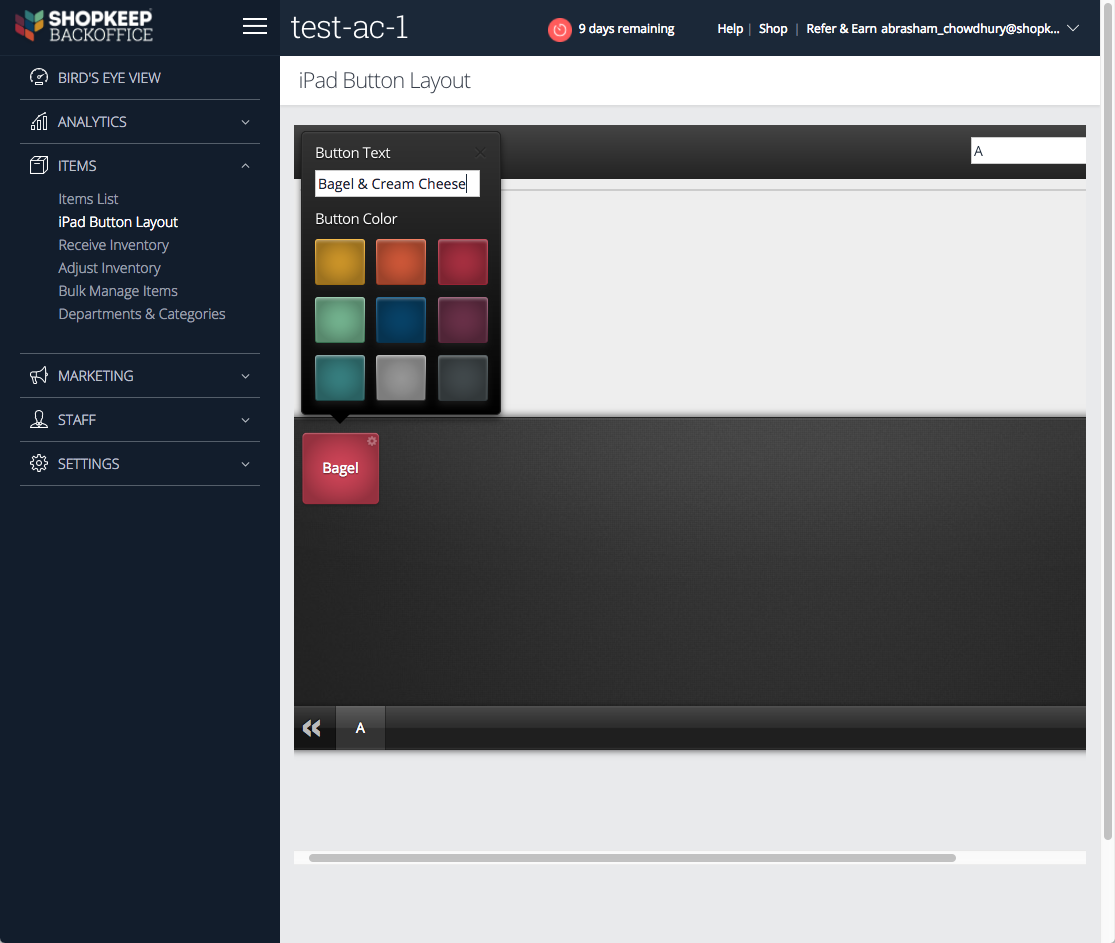 SHOPKEEP
BACKOFFICE
test-ac-1
9 days remaining
Help | Shop | Refer & Earn abrasham_chowdhury@shopk...
BIRD'S EYE VIEW
ANALYTICS
ITEMS
Items List
iPad Button Layout
Receive Inventory
Adjust Inventory
Bulk Manage Items
Departments & Categories
MARKETING
STAFF
SETTINGS
iPad Button Layout
Button Text
A
Bagel & Cream Cheese
Button Color
Bagel
A